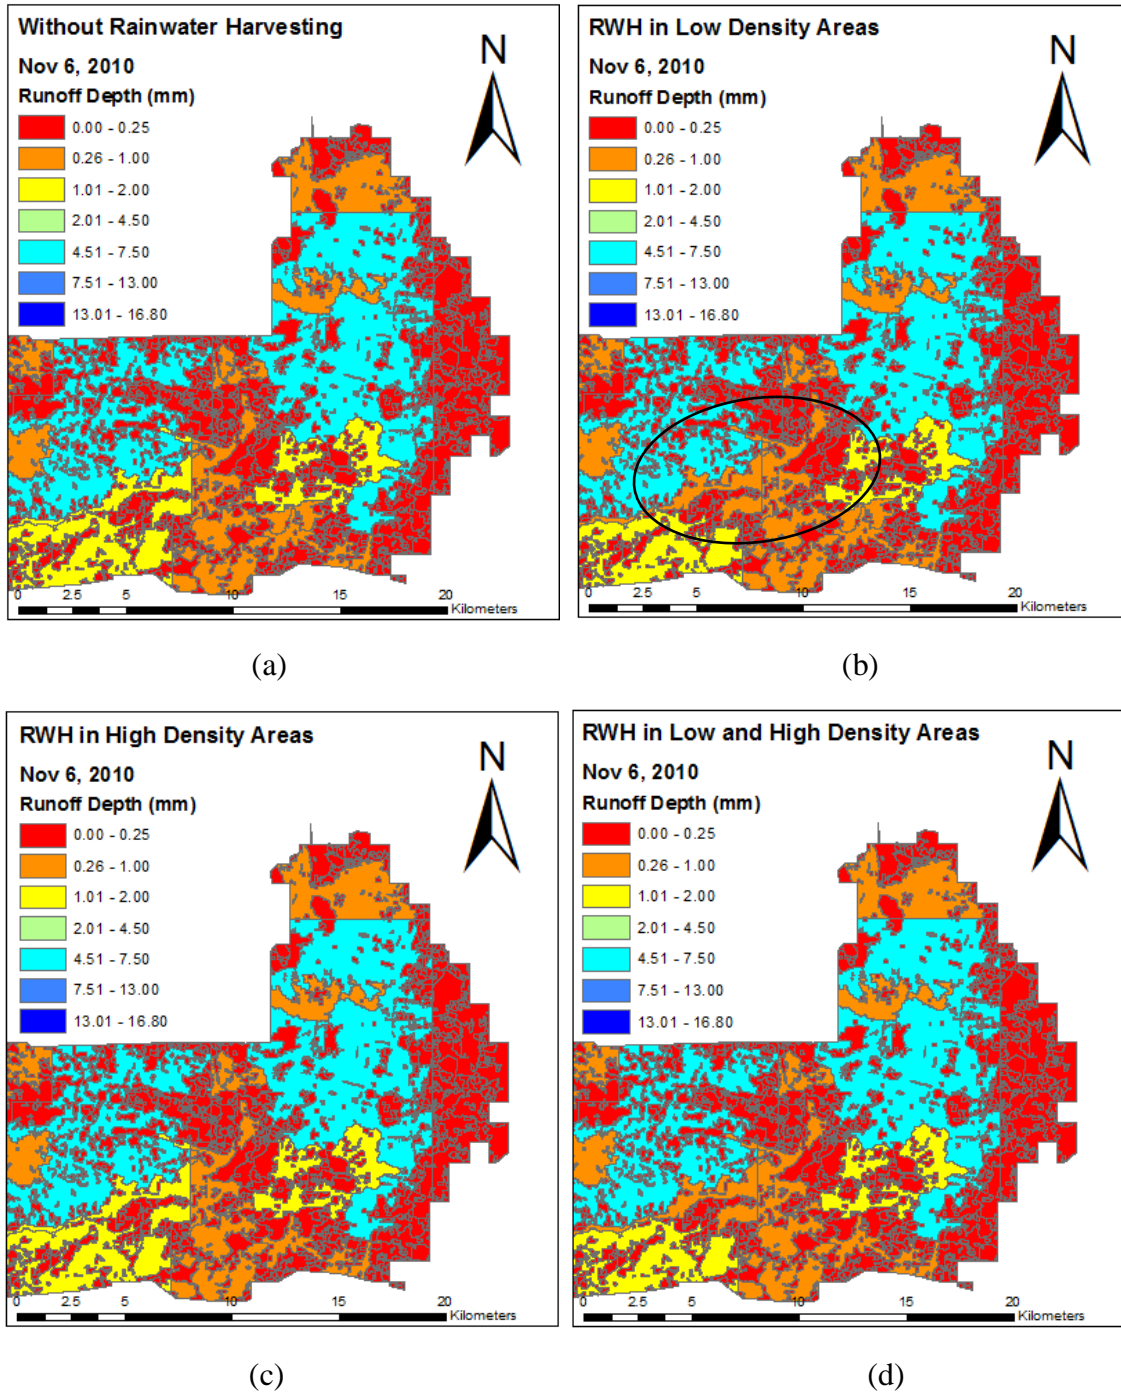 Without Rainwater Harvesting
N
Nov 6, 2010
Runoff Depth (mm)
0.00 - 0.25
0.26 - 1.00
1.01 - 2.00
2.01 - 4.50
4.51 - 7.50
7.51 - 13.00
13.01 - 16.80
0 2.5 5 10 15 20
Kilometers
(a)
RWH in Low Density Areas
N
Nov 6, 2010
Runoff Depth (mm)
0.00 - 0.25
0.26 - 1.00
1.01 - 2.00
2.01 - 4.50
4.51 - 7.50
7.51 - 13.00
13.01 - 16.80
0 2.5 5 10 15 20
Kilometers
(b)
RWH in High Density Areas
N
Nov 6, 2010
Runoff Depth (mm)
0.00 - 0.25
0.26 - 1.00
1.01 - 2.00
2.01 - 4.50
4.51 - 7.50
7.51 - 13.00
13.01 - 16.80
0 2.5 5 10 15 20
Kilometers
(c)
RWH in Low and High Density Areas
N
Nov 6, 2010
Runoff Depth (mm)
0.00 - 0.25
0.26 - 1.00
1.01 - 2.00
2.01 - 4.50
4.51 - 7.50
7.51 - 13.00
13.01 - 16.80
0 2.5 5 10 15 20
Kilometers
(d)